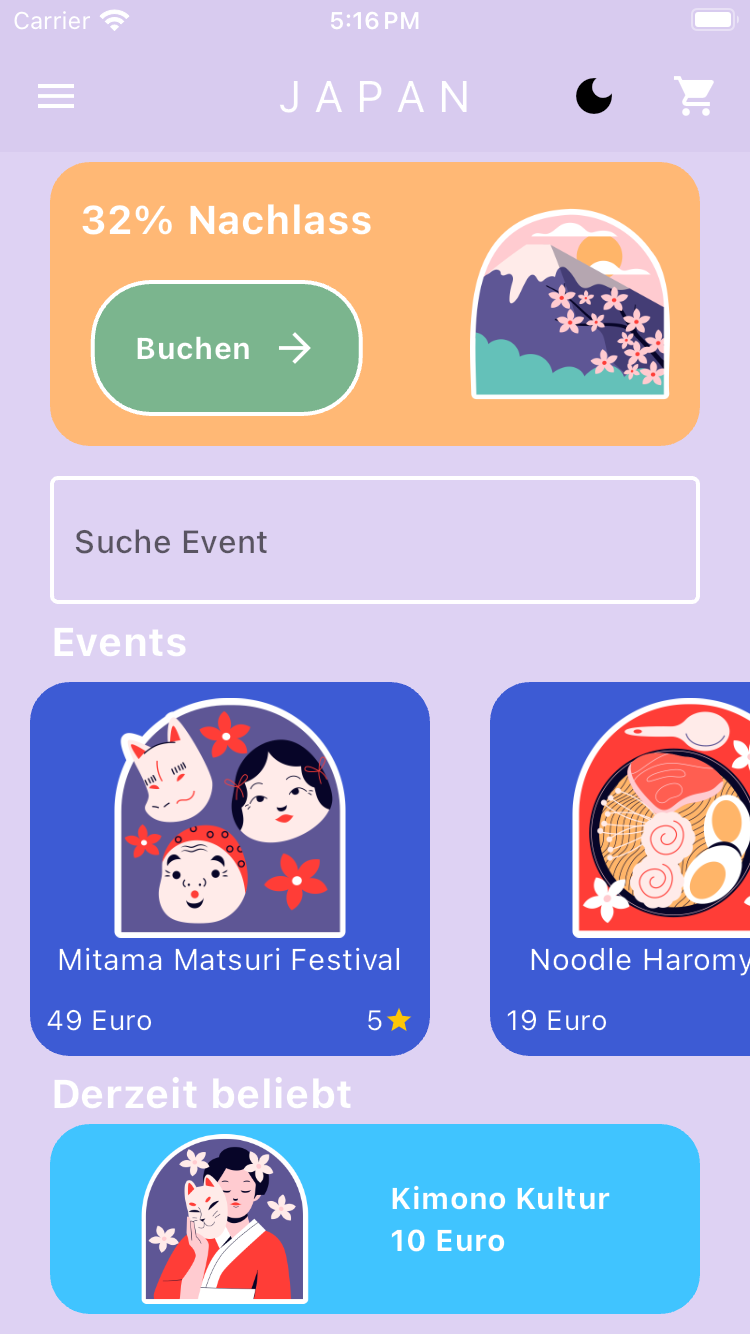 Carrier 5:16 PM
JAPAN
32% Nachlass
Buchen
Suche Event
Events
Mitama Matsuri Festival
Noodle Haromy
49 Euro 5
19 Euro
Derzeit beliebt
Kimono Kultur
10 Euro